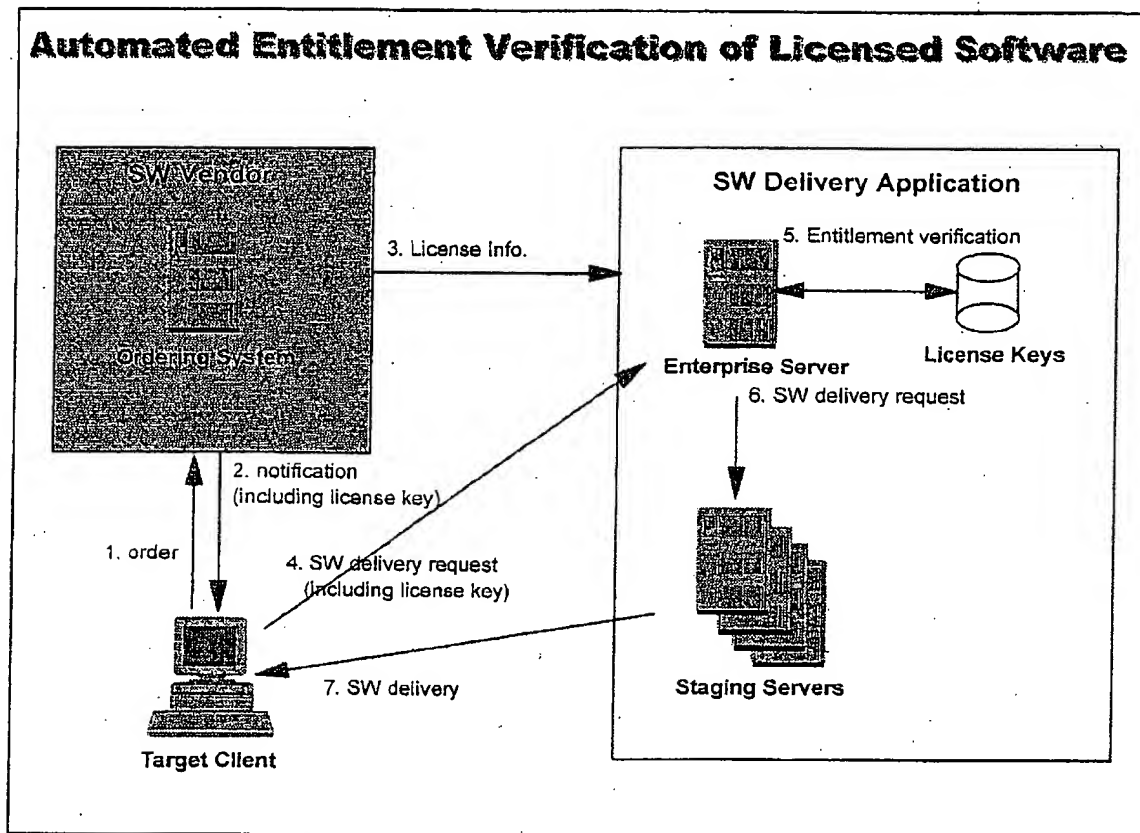 Automated Entitlement Verification of Licensed Software
SW Vendor
Ordering System
SW Delivery Application
3. License Info.
5. Entitlement verification
Enterprise Server
License Keys
6. SW delivery request
2. notification
(including license key)
1. order
4. SW delivery request
(including license key)
7. SW delivery
Staging Servers
Target Client